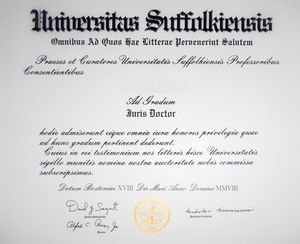 Universitas Suffolkiensis
Omnibus Ad Quos Hae Litterae Pervenerint Salutem
Praeses et Curatores Universitatis Suffolkiensis Professoribus
Consentientibus
Ad Gradum
Iuris Doctor
hodie admiserunt eique omnia iura honores privilegia quae
ad hunc gradum pertinent dederunt.
Cuius in rei testimonium nos litteris hisce Universitatis
sigillo munitis nomina nostra auctoritate nobis commissa
subscripsimus.
Datum Bostoniae XVIII Die Maii Anno Domini MMVIII